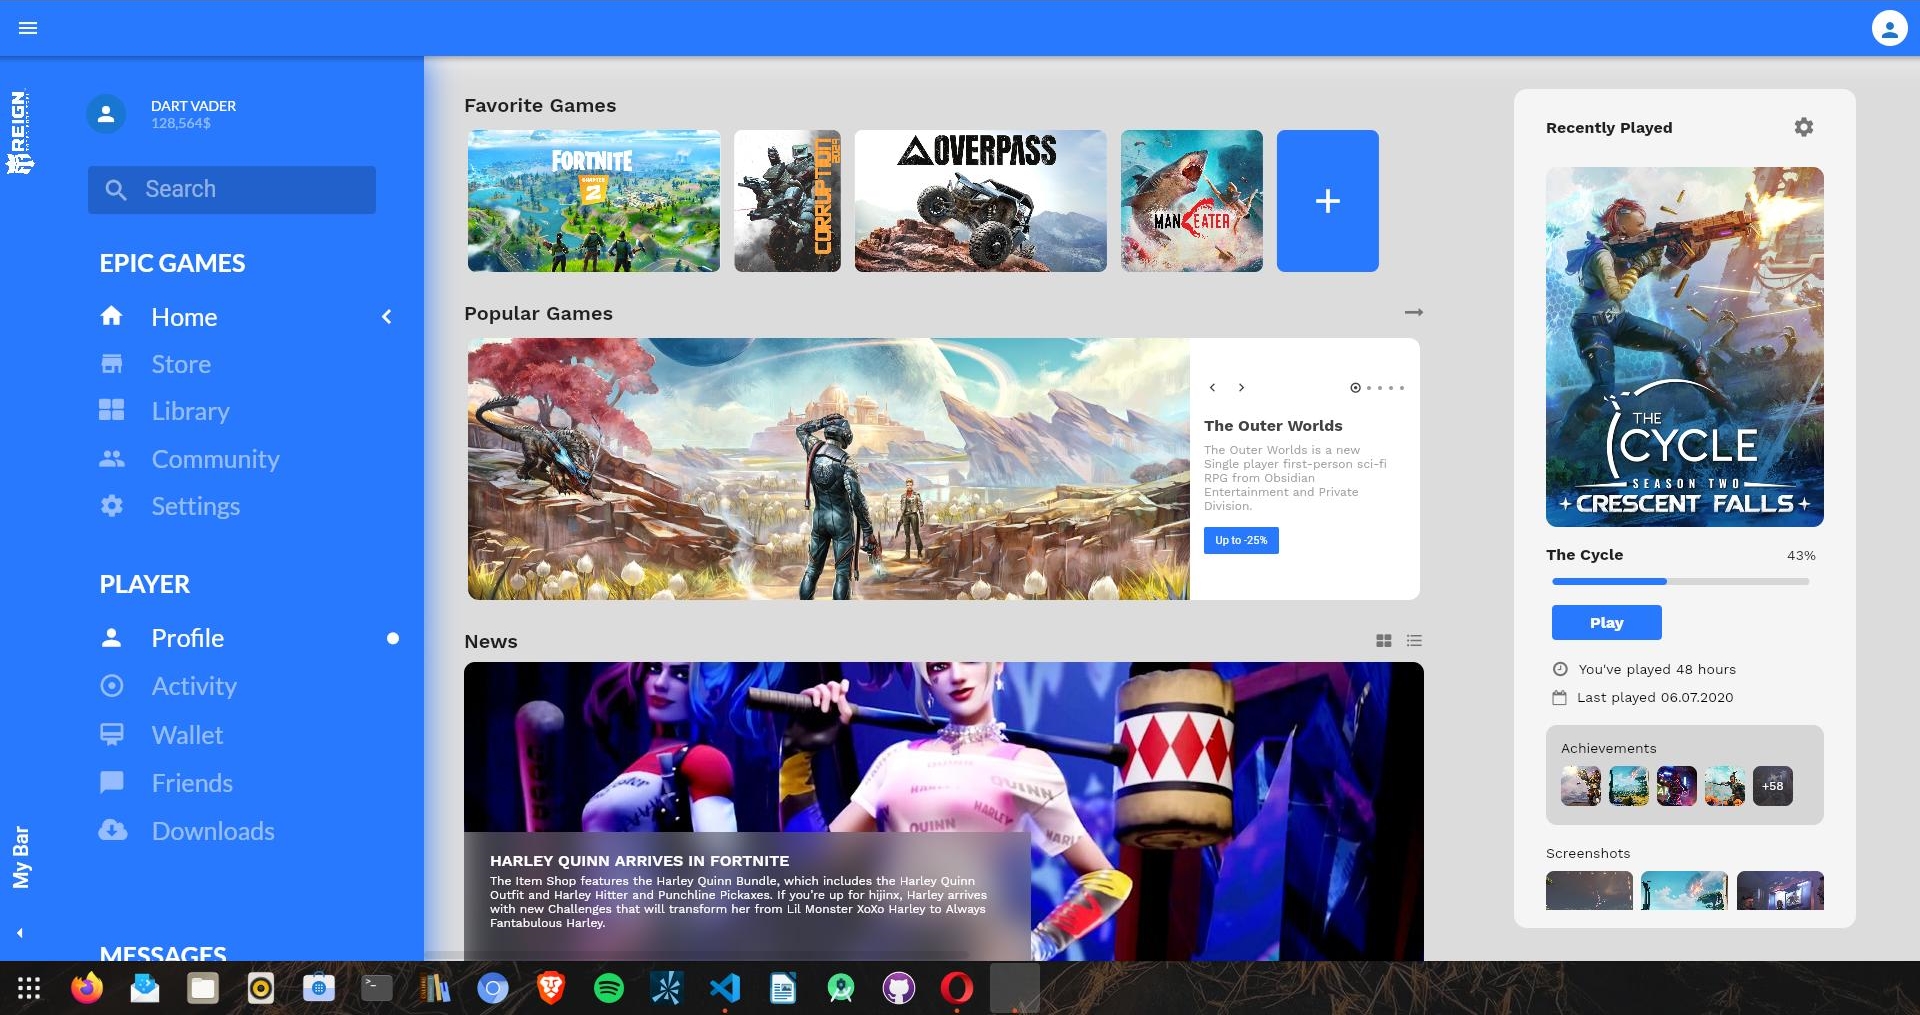 REIGN
DART VADER
128,564$
Search
EPIC GAMES
Home
Store
Library
Community
Settings
PLAYER
Profile
Activity
Wallet
Friends
Downloads
MESSAGES
My Bar
Favorite Games
FORTNITE
CHAPTER
2
CORRUPTION
2029
OVERPASS
MANEATER
+
Popular Games
The Outer Worlds
The Outer Worlds is a new
Single player first-person sci-fi
RPG from Obsidian
Entertainment and Private
Division.
Up to -25%
News
QUINN
HARLEY
QUINN
HARL
HARLEY QUINN ARRIVES IN FORTNITE
The Item Shop features the Harley Quinn Bundle, which includes the Harley Quinn
Outfit and Harley Hitter and Punchline Pickaxes. If you're up for hijinx, Harley arrives
with new Challenges that will transform her from Lil Monster XoXo Harley to Always
Fantabulous Harley.
Recently Played
THE
CYCLE
SEASON TWO
CRESCENT FALLS
The Cycle
43%
Play
You've played 48 hours
Last played 06.07.2020
Achievements
+58
Screenshots